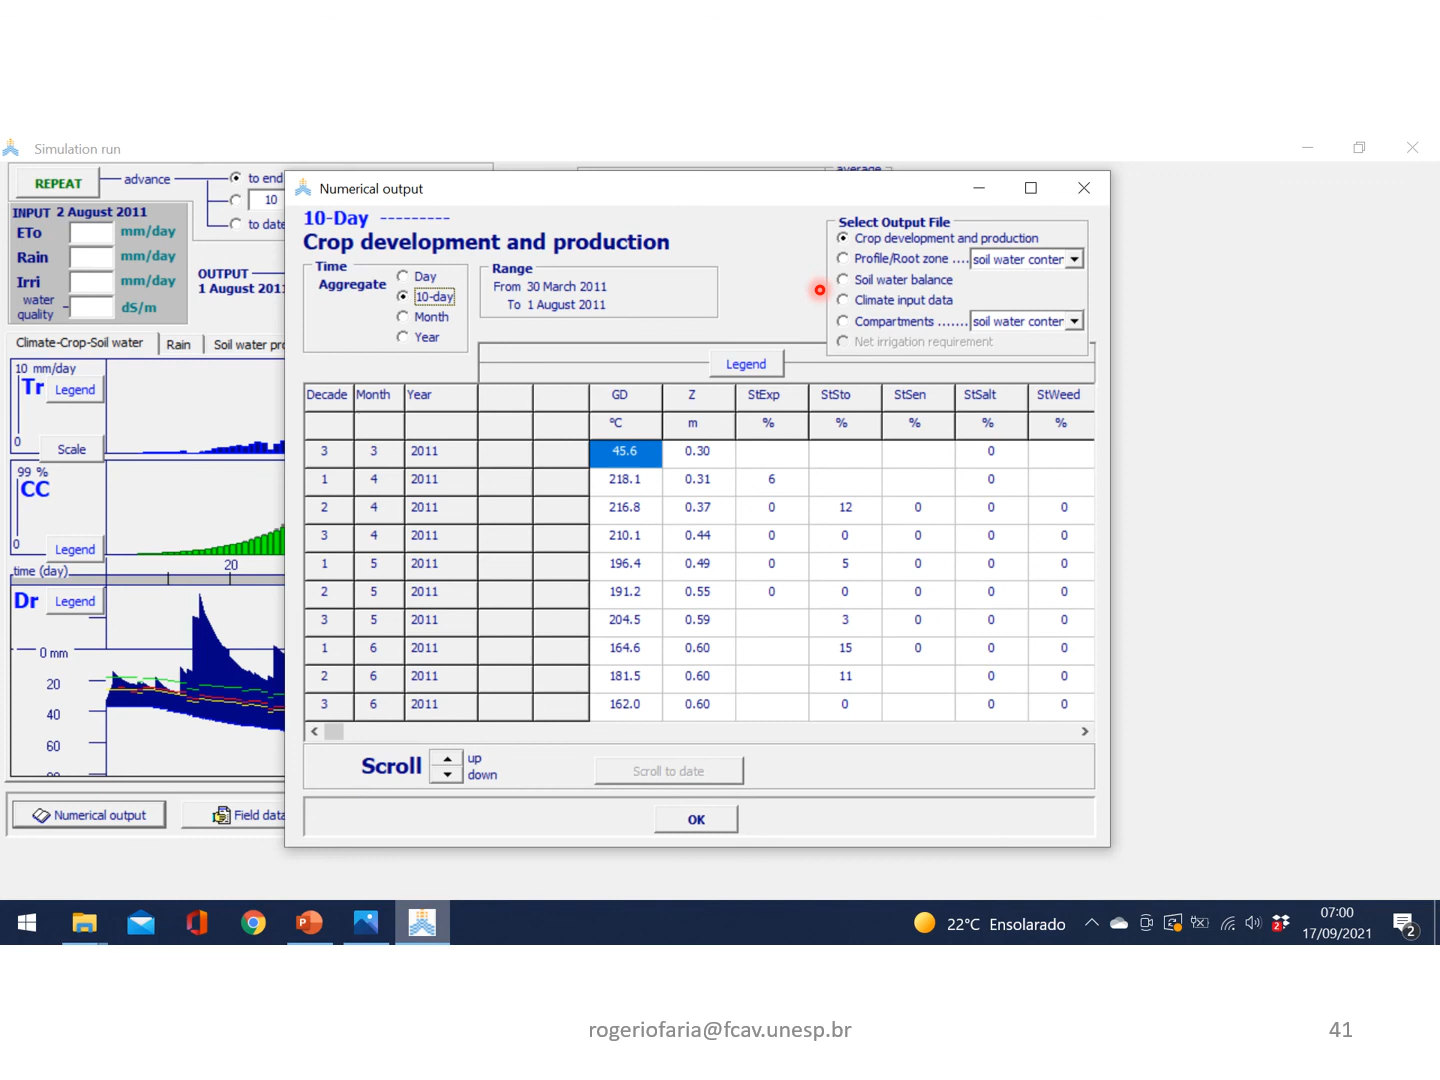 Simulation run
REPEAT
advance
to end
10
to date
INPUT 2 August 2011
ETo mm/day
Rain mm/day
Irri mm/day
water quality dS/m
OUTPUT
1 August 2011
Climate-Crop-Soil water Rain
10 mm/day
Tr Legend
0
Scale
99 %
CC
0
Legend
20
time (day)
Dr Legend
0 mm
20
40
60
Numerical output
Field data
Numerical output
10-Day ---------
Crop development and production
Time
Aggregate
Day
10-day
Month
Year
Range
From 30 March 2011
To 1 August 2011
Select Output File
Crop development and production
Profile/Root zone .... soil water conter
Soil water balance
Climate input data
Compartments ....... soil water conter
Net irrigation requirement
Legend
Decade Month Year GD Z StExp StSto StSen StSalt StWeed
°C m % % % % %
3 3 2011 45.6 0.30 0
1 4 2011 218.1 0.31 6 0
2 4 2011 216.8 0.37 0 12 0 0 0
3 4 2011 210.1 0.44 0 0 0 0 0
1 5 2011 196.4 0.49 0 5 0 0 0
2 5 2011 191.2 0.55 0 0 0 0 0
3 5 2011 204.5 0.59 3 0 0 0
1 6 2011 164.6 0.60 15 0 0 0
2 6 2011 181.5 0.60 11 0 0
3 6 2011 162.0 0.60 0 0 0
Scroll up
down
Scroll to date
OK
22°C Ensolarado
07:00
17/09/2021
2
2
rogeriofaria@fcav.unesp.br
41